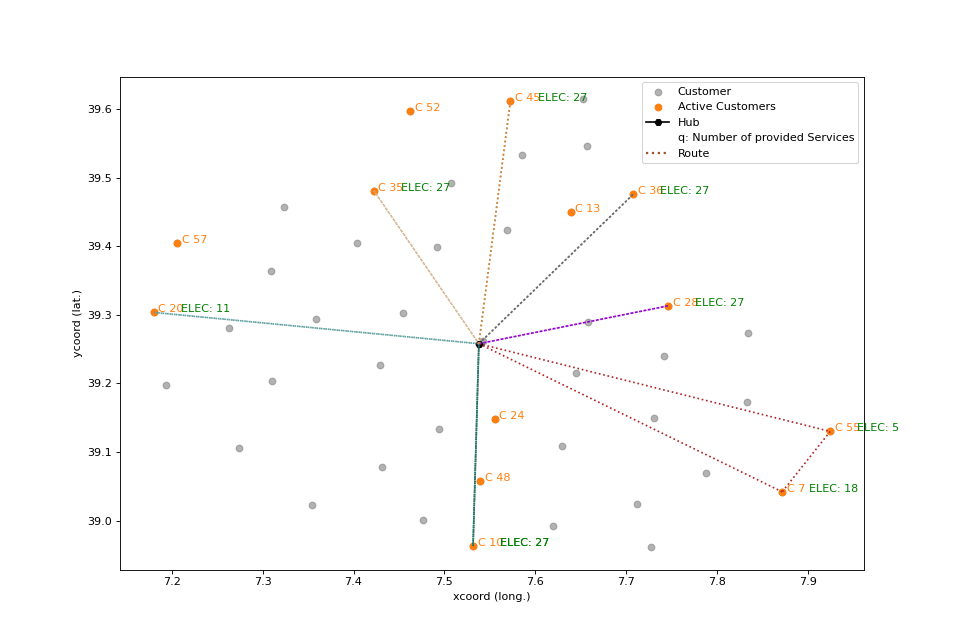 Customer
Active Customers
Hub
q: Number of provided Services
Route
C 45 ELEC: 27
C 52
C 35 ELEC: 27
C 36 ELEC: 27
C 13
C 57
C 20 ELEC: 11
C 28 ELEC: 27
C 24
C 55 ELEC: 5
C 48
C 7 ELEC: 18
C 10 ELEC: 27
39.6
39.5
39.4
39.3
39.2
39.1
39.0
ycoord (lat.)
7.2 7.3 7.4 7.5 7.6 7.7 7.8 7.9
xcoord (long.)